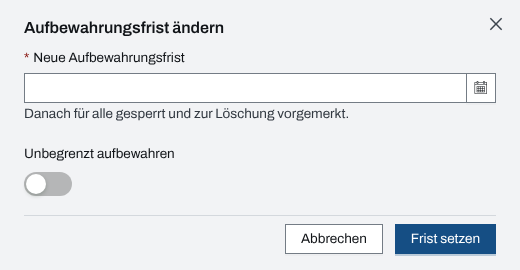 Aufbewahrungsfrist ändern
* Neue Aufbewahrungsfrist
Danach für alle gesperrt und zur Löschung vorgemerkt.
Unbegrenzt aufbewahren
Abbrechen Frist setzen